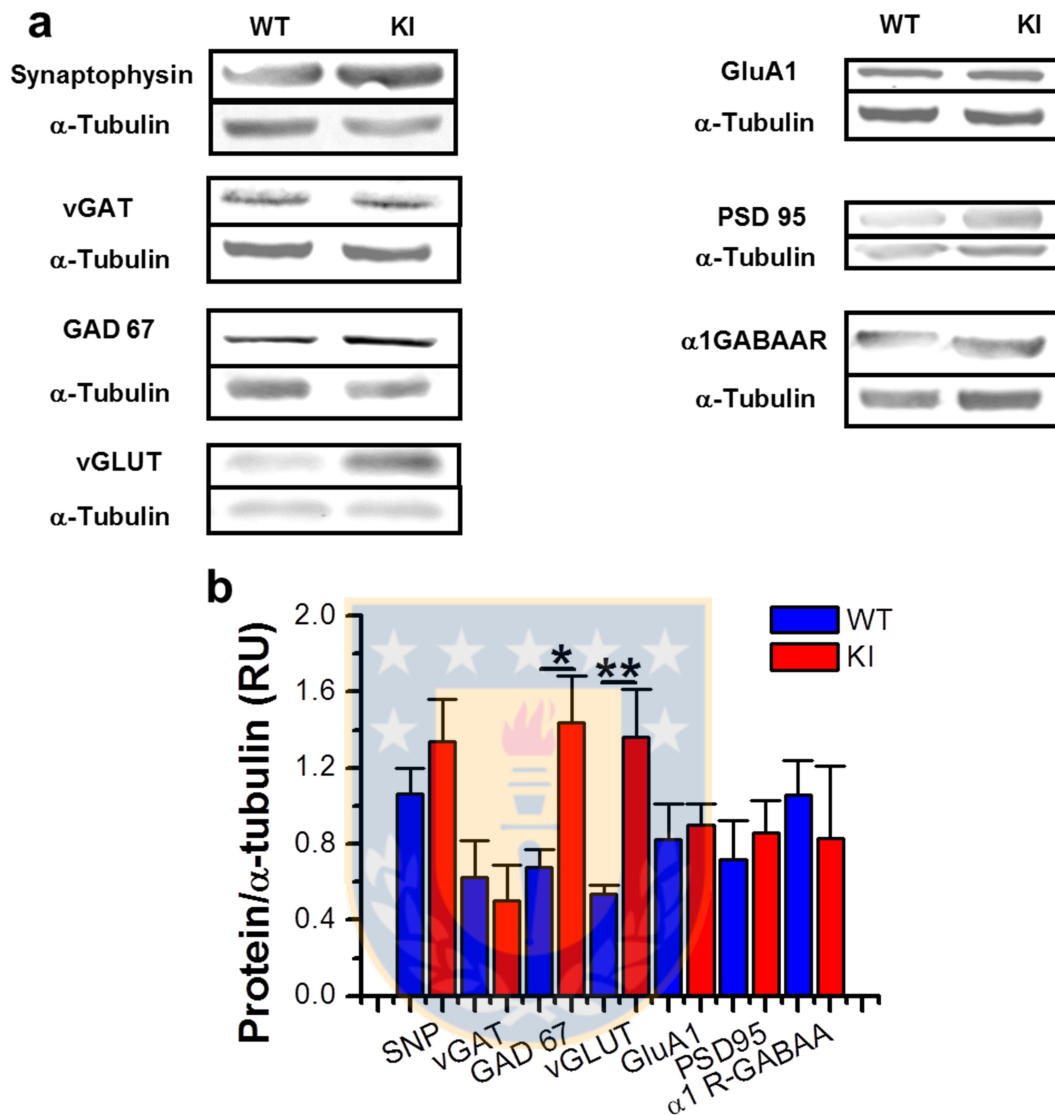 a
WT KI
Synaptophysin
α-Tubulin
vGAT
α-Tubulin
GAD 67
α-Tubulin
vGLUT
α-Tubulin
WT KI
GluA1
α-Tubulin
PSD 95
α-Tubulin
α1GABAAR
α-Tubulin
b
Protein/α-tubulin (RU)
2.0
1.6
1.2
0.8
0.4
0.0
* **
WT
KI
SNP
vGAT
GAD 67
vGLUT
GluA1
PSD95
α1 R-GABAA